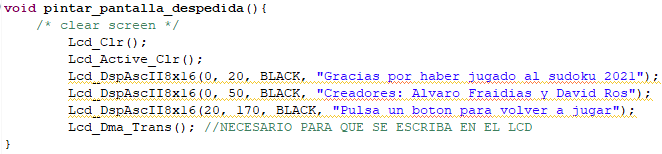 void pintar_pantalla_despedida(){
/* clear screen */
Lcd_Clr();
Lcd_Active_Clr();
Lcd_DspAscII8x16(0, 20, BLACK, "Gracias por haber jugado al sudoku 2021");
Lcd_DspAscII8x16(0, 50, BLACK, "Creadores: Alvaro Fraidias y David Ros");
Lcd_DspAscII8x16(20, 170, BLACK, "Pulsa un boton para volver a jugar");
Lcd_Dma_Trans(); //NECESARIO PARA QUE SE ESCRIBA EN EL LCD
}